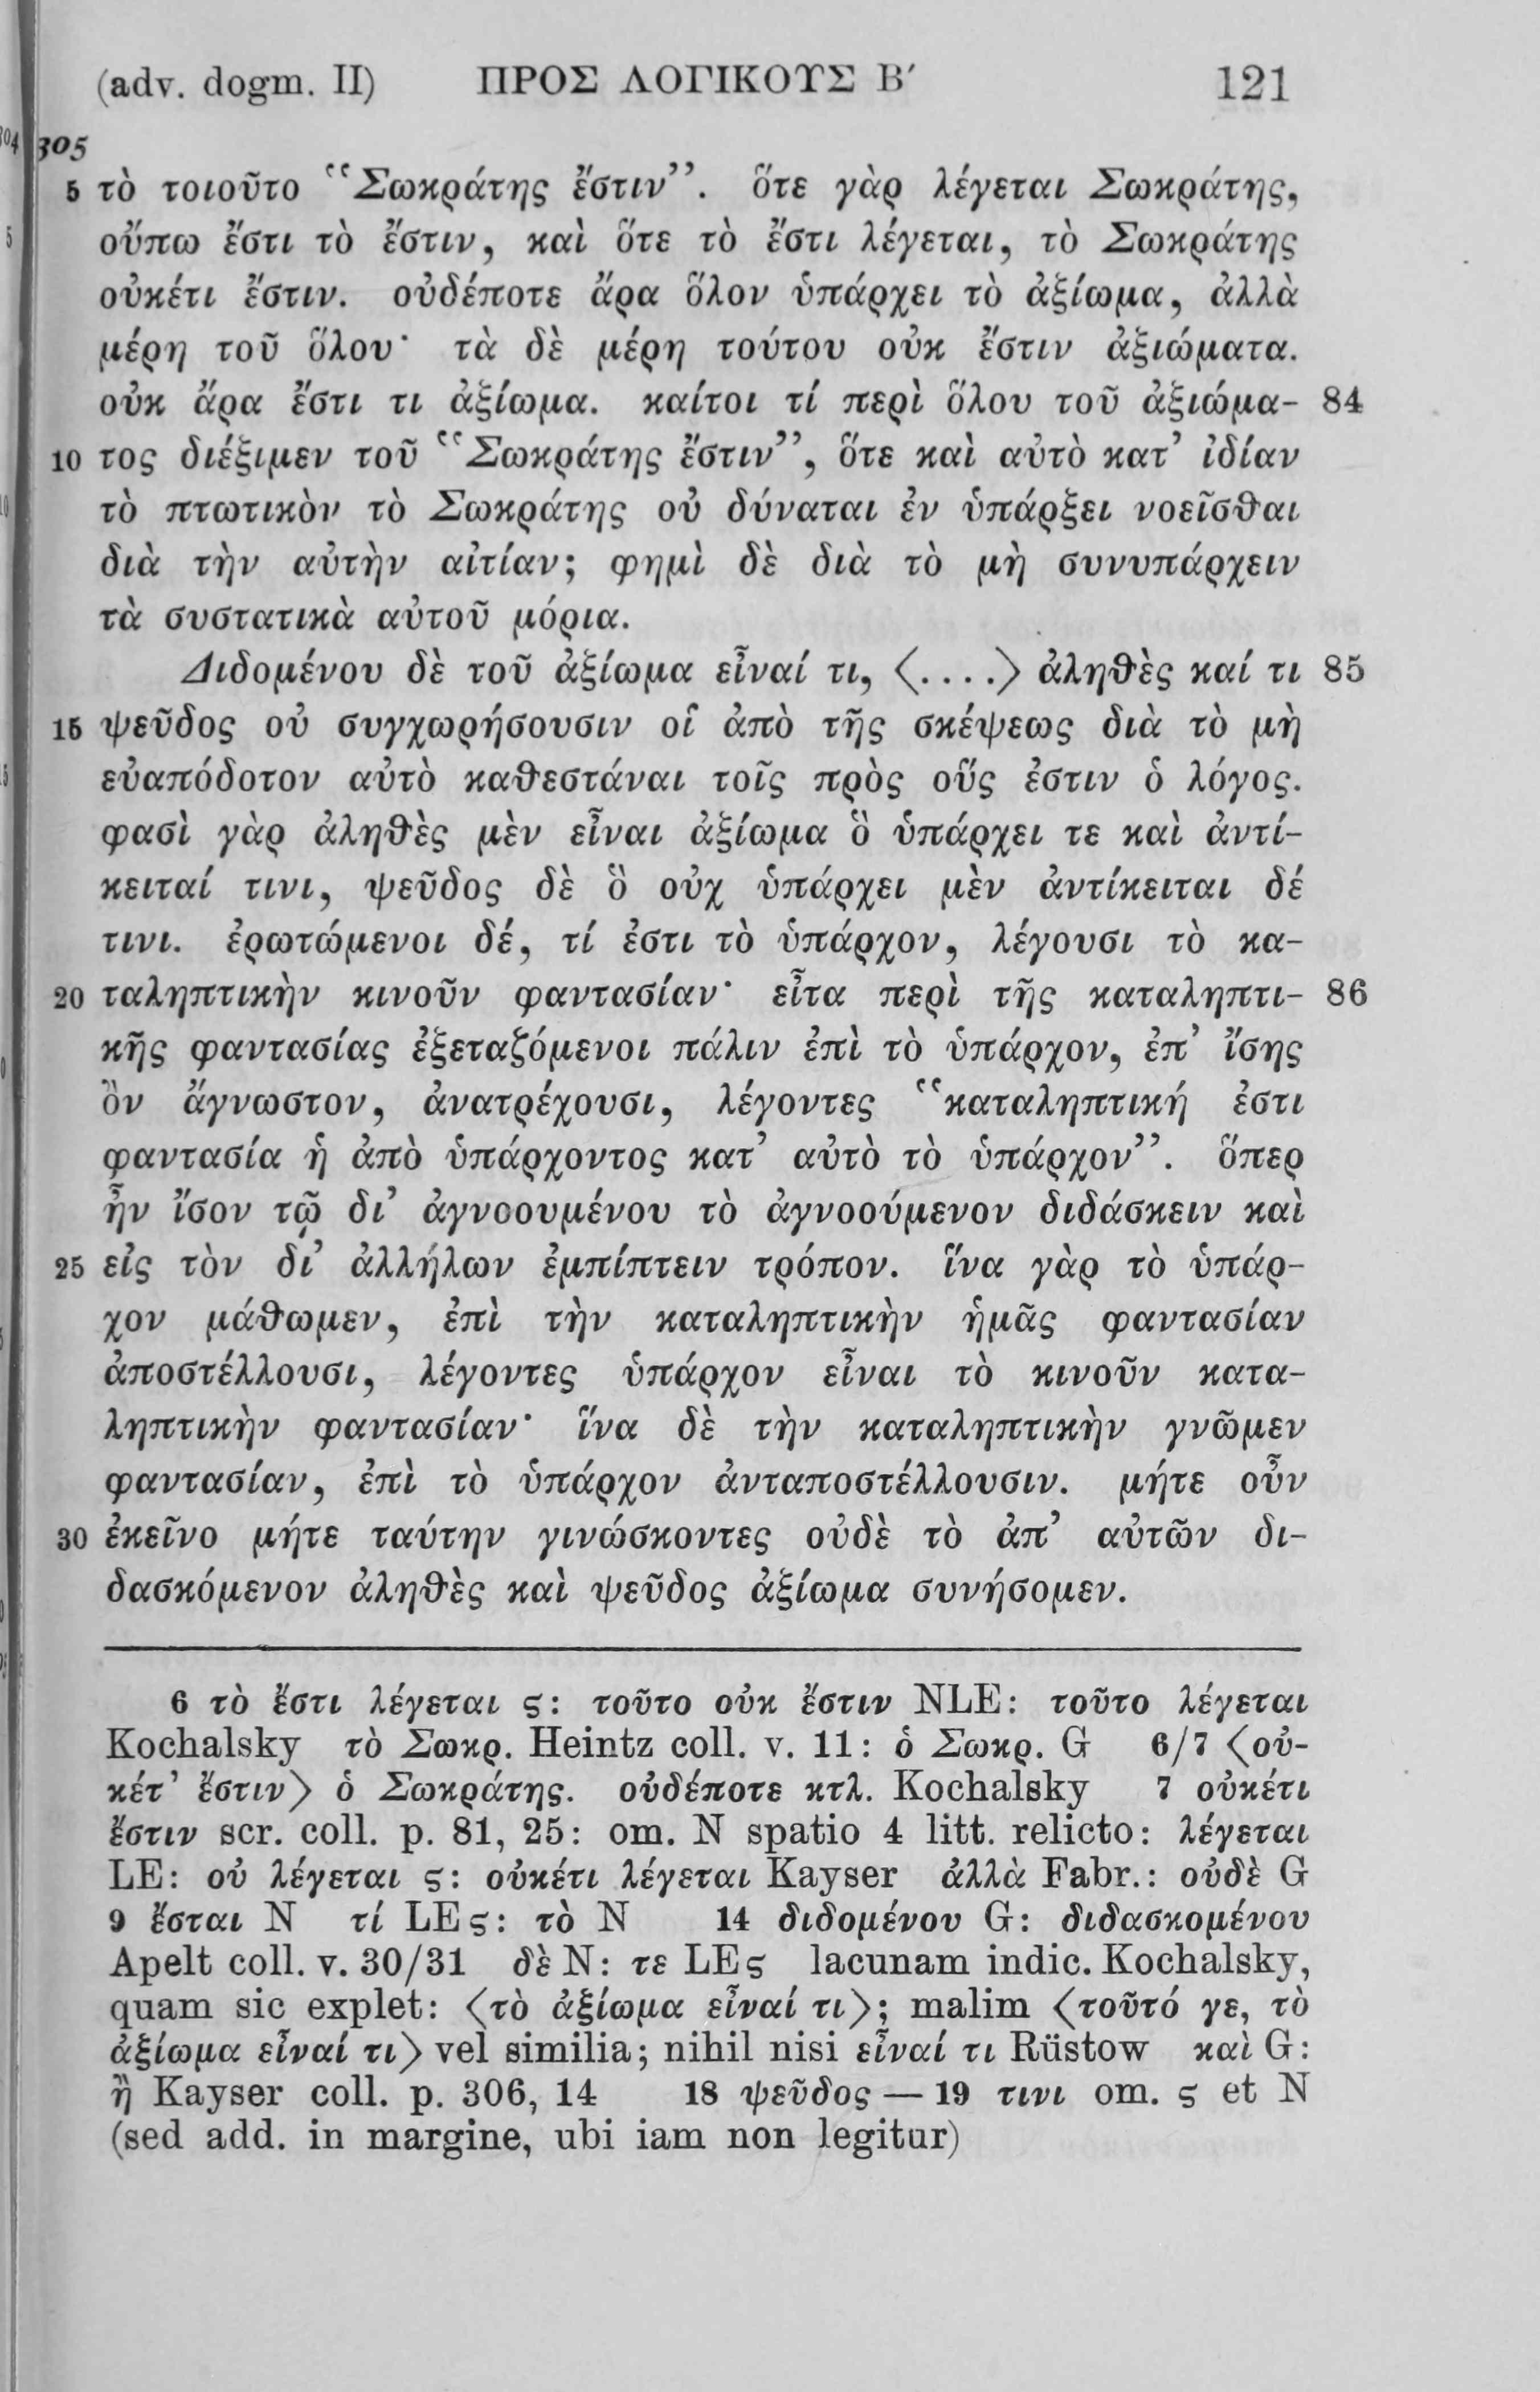 (adv. dogm. II) ΠΡΟΣ ΛΟΓΙΚΟΥΣ Β′ 121
305
5 τὸ τοιοῦτο “Σωκράτης ἔστιν”. ὅτε γὰρ λέγεται Σωκράτης,
οὔπω ἔστι τὸ ἔστιν, καὶ ὅτε τὸ ἔστι λέγεται, τὸ Σωκράτης
οὐκέτι ἔστιν. οὐδέποτε ἄρα ὅλον ὑπάρχει τὸ ἀξίωμα, ἀλλὰ
μέρη τοῦ ὅλου· τὰ δὲ μέρη τούτου οὐκ ἔστιν ἀξιώματα.
οὐκ ἄρα ἔστι τι ἀξίωμα. καίτοι τί περὶ ὅλου τοῦ ἀξιώμα- 84
10 τος διέξιμεν τοῦ “Σωκράτης ἔστιν”, ὅτε καὶ αὐτὸ κατ’ ἰδίαν
τὸ πτωτικὸν τὸ Σωκράτης οὐ δύναται ἐν ὑπάρξει νοεῖσθαι
διὰ τὴν αὐτὴν αἰτίαν; φημὶ δὲ διὰ τὸ μὴ συνυπάρχειν
τὰ συστατικὰ αὐτοῦ μόρια.
Διδομένου δὲ τοῦ ἀξίωμα εἶναί τι, ⟨....⟩ ἀληθὲς καί τι 85
15 ψεῦδος οὐ συγχωρήσουσιν οἱ ἀπὸ τῆς σκέψεως διὰ τὸ μὴ
εὐαπόδοτον αὐτὸ καθεστάναι τοῖς πρὸς οὕς ἐστιν ὁ λόγος.
φασὶ γὰρ ἀληθὲς μὲν εἶναι ἀξίωμα ὃ ὑπάρχει τε καὶ ἀντί-
κειταί τινι, ψεῦδος δὲ ὃ οὐχ ὑπάρχει μὲν ἀντίκειται δέ
τινι. ἐρωτώμενοι δέ, τί ἐστι τὸ ὑπάρχον, λέγουσι τὸ κα-
20 ταληπτικὴν κινοῦν φαντασίαν· εἶτα περὶ τῆς καταληπτι- 86
κῆς φαντασίας ἐξεταζόμενοι πάλιν ἐπὶ τὸ ὑπάρχον, ἐπ’ ἴσης
ὂν ἄγνωστον, ἀνατρέχουσι, λέγοντες “καταληπτική ἐστι
φαντασία ἡ ἀπὸ ὑπάρχοντος κατ’ αὐτὸ τὸ ὑπάρχον”. ὅπερ
ἦν ἴσον τῷ δι’ ἀγνοουμένου τὸ ἀγνοούμενον διδάσκειν καὶ
25 εἰς τὸν δι’ ἀλλήλων ἐμπίπτειν τρόπον. ἵνα γὰρ τὸ ὑπάρ-
χον μάθωμεν, ἐπὶ τὴν καταληπτικὴν ἡμᾶς φαντασίαν
ἀποστέλλουσι, λέγοντες ὑπάρχον εἶναι τὸ κινοῦν κατα-
ληπτικὴν φαντασίαν· ἵνα δὲ τὴν καταληπτικὴν γνῶμεν
φαντασίαν, ἐπὶ τὸ ὑπάρχον ἀνταποστέλλουσιν. μήτε οὖν
30 ἐκεῖνο μήτε ταύτην γινώσκοντες οὐδὲ τὸ ἀπ’ αὐτῶν δι-
δασκόμενον ἀληθὲς καὶ ψεῦδος ἀξίωμα συνήσομεν.
6 τὸ ἔστι λέγεται ς: τοῦτο οὐκ ἔστιν NLE: τοῦτο λέγεται
Kochalsky τὸ Σωκρ. Heintz coll. v. 11: ὁ Σωκρ. G 6/7 ⟨οὐ-
κέτ’ ἔστιν⟩ ὁ Σωκράτης. οὐδέποτε κτλ. Kochalsky 7 οὐκέτι
ἔστιν scr. coll. p. 81, 25: om. N spatio 4 litt. relicto: λέγεται
LE: οὐ λέγεται ς: οὐκέτι λέγεται Kayser ἀλλὰ Fabr.: οὐδὲ G
9 ἔσται N τί LEς: τὸ N 14 διδομένου G: διδασκομένου
Apelt coll. v. 30/31 δὲ N: τε LEς lacunam indic. Kochalsky,
quam sic explet: ⟨τὸ ἀξίωμα εἶναί τι⟩; malim ⟨τοῦτό γε, τὸ
ἀξίωμα εἶναί τι⟩ vel similia; nihil nisi εἶναί τι Rüstow καὶ G:
ἢ Kayser coll. p. 306, 14 18 ψεῦδος — 19 τινι om. ς et N
(sed add. in margine, ubi iam non legitur)